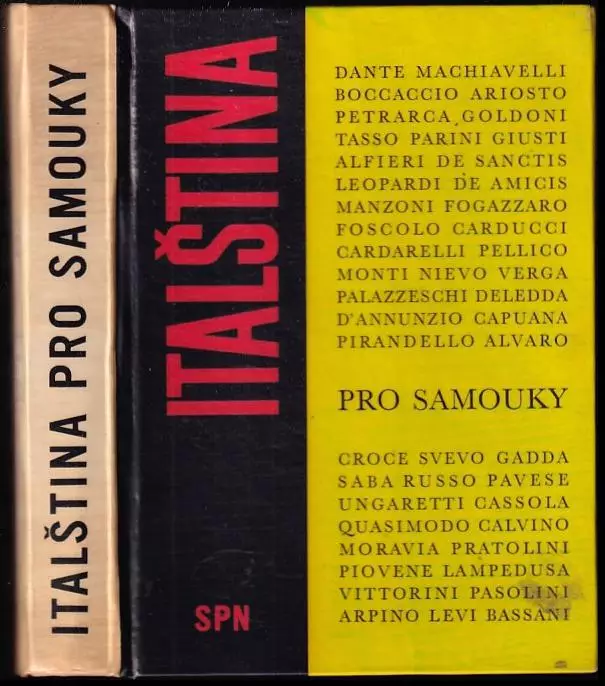 ITALŠTINA PRO SAMOUKY
ITALŠTINA
SPN
DANTE MACHIAVELLI
BOCCACCIO ARIOSTO
PETRARCA GOLDONI
TASSO PARINI GIUSTI
ALFIERI DE SANCTIS
LEOPARDI DE AMICIS
MANZONI FOGAZZARO
FOSCOLO CARDUCCI
CARDARELLI PELLICO
MONTI NIEVO VERGA
PALAZZESCHI DELEDDA
D'ANNUNZIO CAPUANA
PIRANDELLO ALVARO
PRO SAMOUKY
CROCE SVEVO GADDA
SABA RUSSO PAVESE
UNGARETTI CASSOLA
QUASIMODO CALVINO
MORAVIA PRATOLINI
PIOVENE LAMPEDUSA
VITTORINI PASOLINI
ARPINO LEVI BASSANI